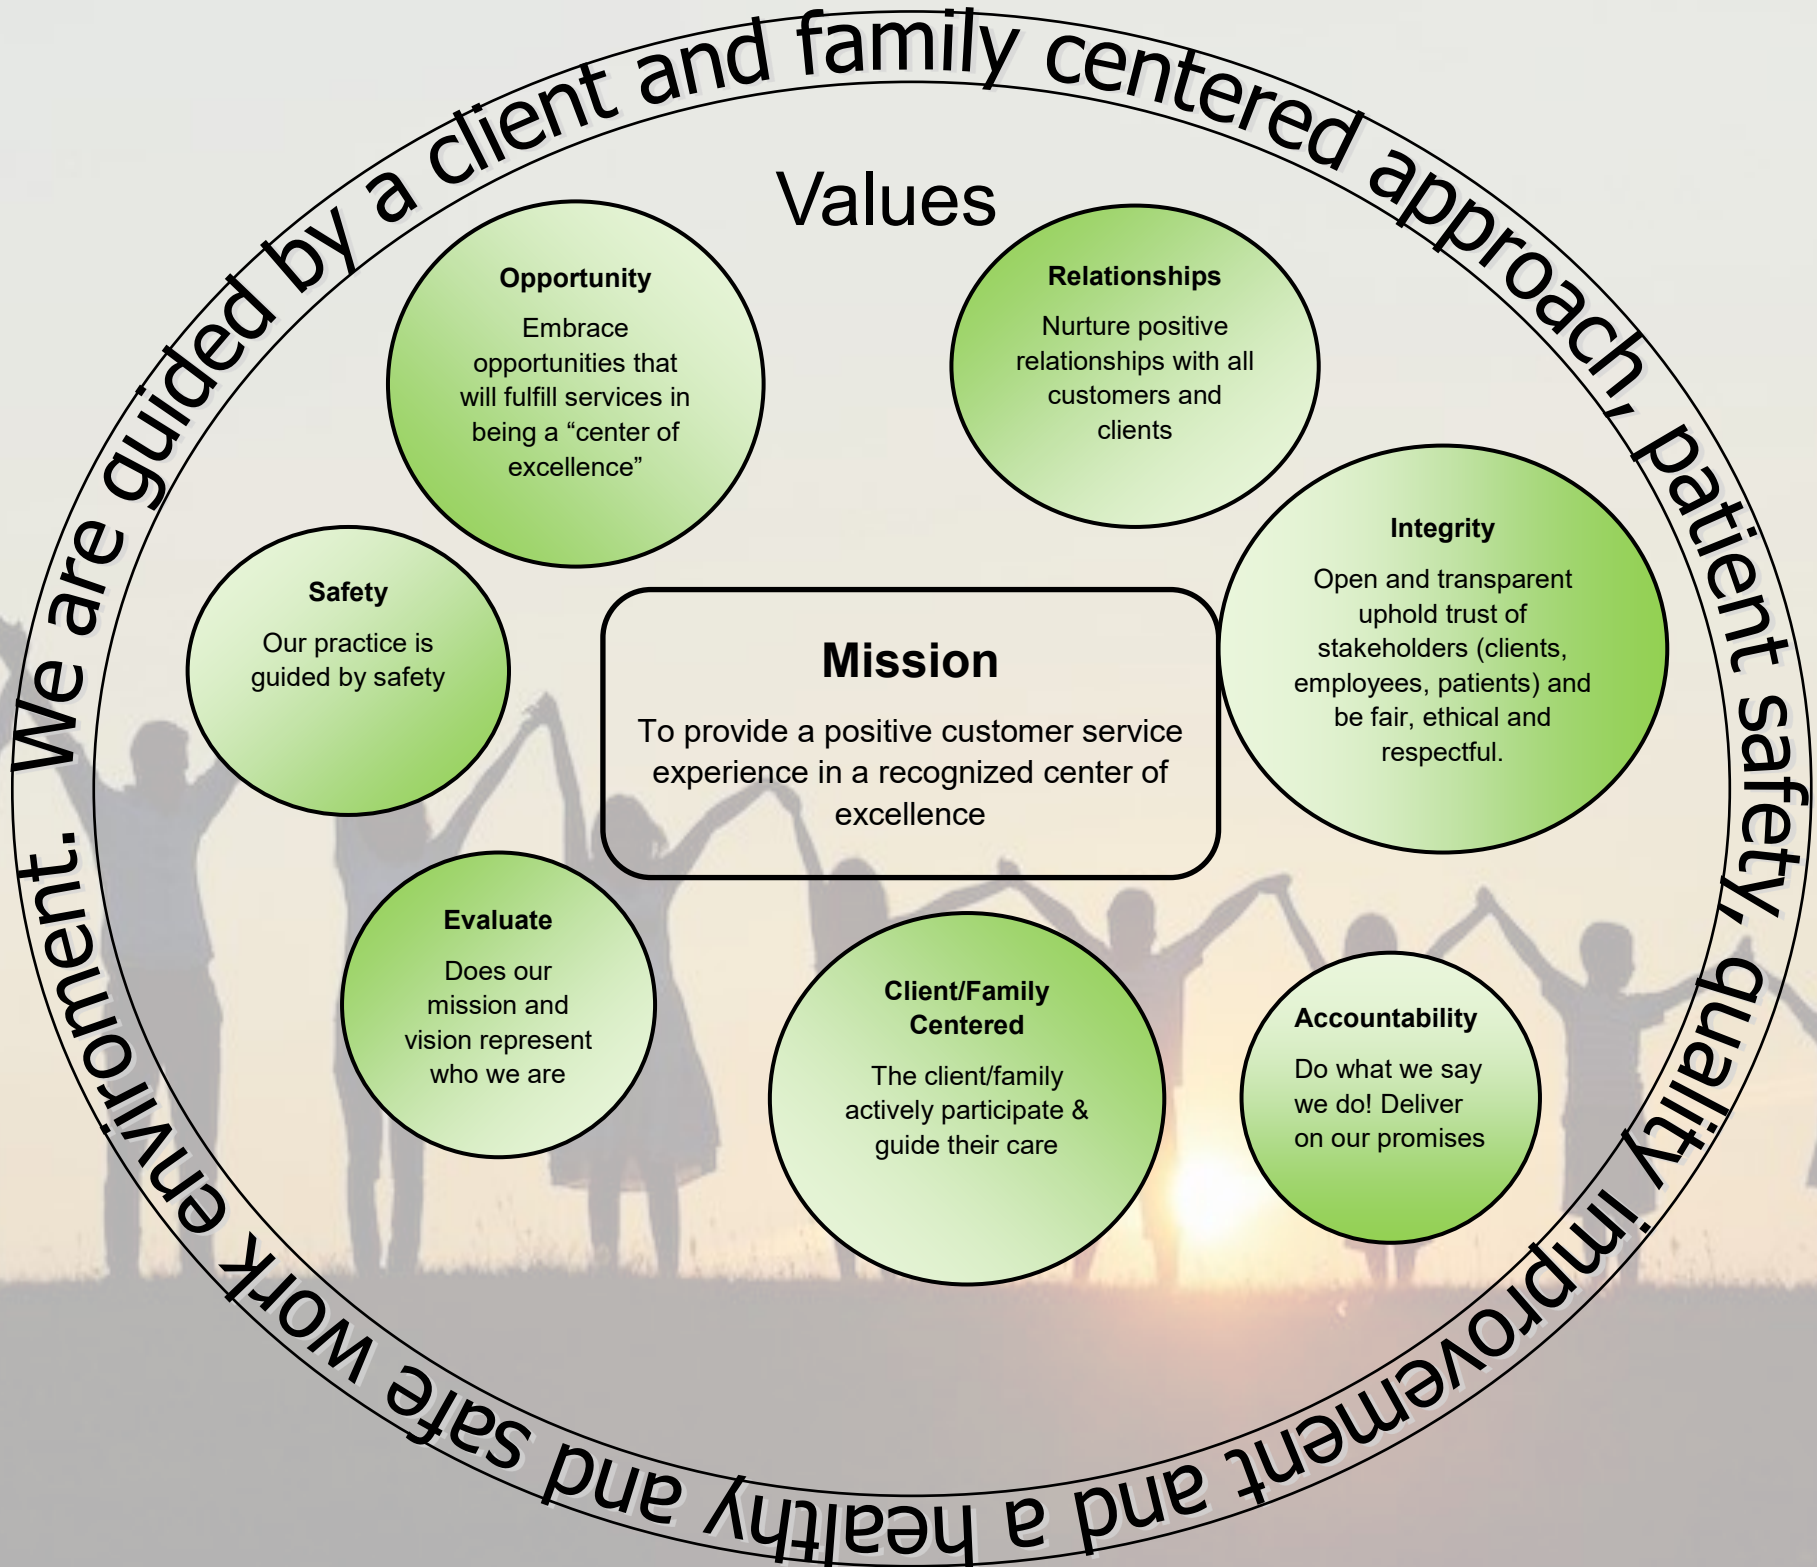 We are guided by a client and family centered approach, patient safety, quality improvement and a healthy and safe work enviroment.
Values
Opportunity
Embrace
opportunities that
will fulfill services in
being a “center of
excellence”
Relationships
Nurture positive
relationships with all
customers and
clients
Integrity
Open and transparent
uphold trust of
stakeholders (clients,
employees, patients) and
be fair, ethical and
respectful.
Safety
Our practice is
guided by safety
Mission
To provide a positive customer service
experience in a recognized center of
excellence
Evaluate
Does our
mission and
vision represent
who we are
Client/Family
Centered
The client/family
actively participate &
guide their care
Accountability
Do what we say
we do! Deliver
on our promises